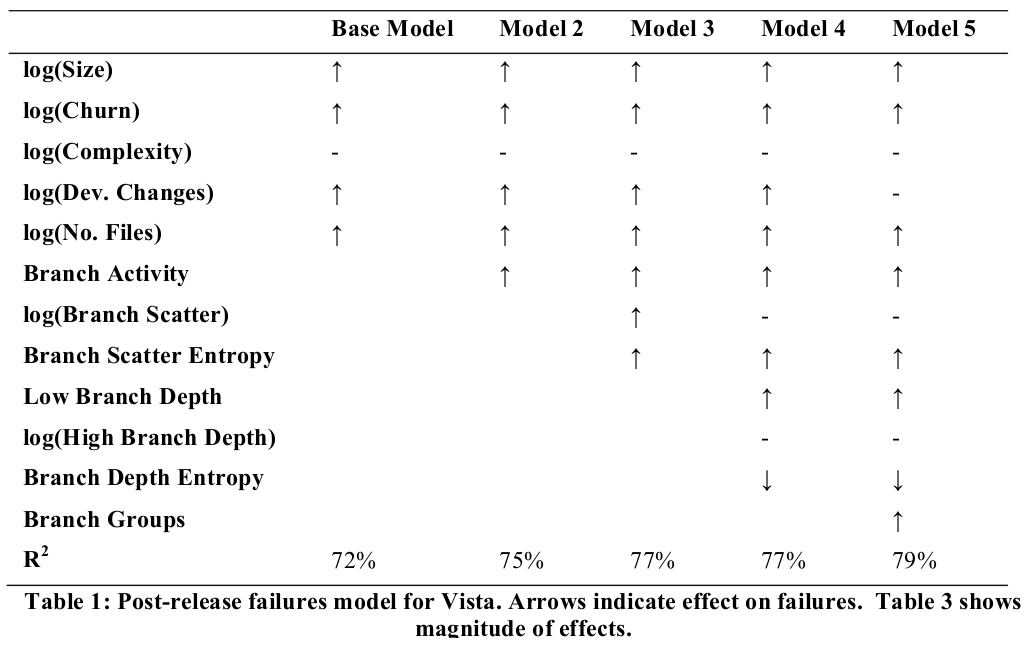 Base Model Model 2 Model 3 Model 4 Model 5
log(Size) ↑ ↑ ↑ ↑ ↑
log(Churn) ↑ ↑ ↑ ↑ ↑
log(Complexity) - - - - -
log(Dev. Changes) ↑ ↑ ↑ ↑ -
log(No. Files) ↑ ↑ ↑ ↑ ↑
Branch Activity ↑ ↑ ↑ ↑
log(Branch Scatter) ↑ - -
Branch Scatter Entropy ↑ ↑ ↑
Low Branch Depth ↑ ↑
log(High Branch Depth) - -
Branch Depth Entropy ↓ ↓
Branch Groups ↑
R² 72% 75% 77% 77% 79%
Table 1: Post-release failures model for Vista. Arrows indicate effect on failures. Table 3 shows
magnitude of effects.